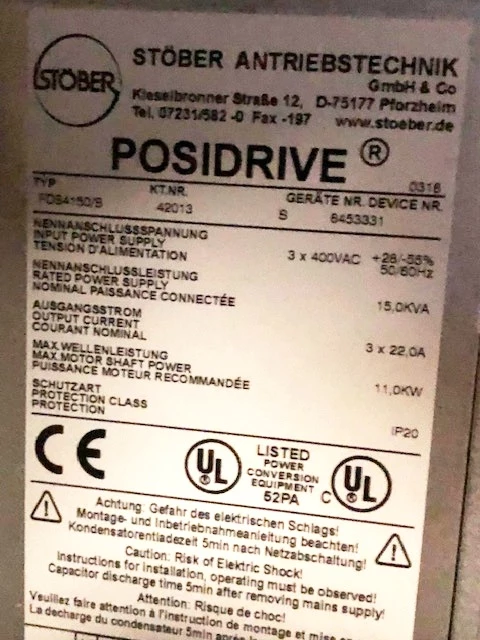 STÖBER
STÖBER ANTRIEBSTECHNIK
GmbH & Co
Kieselbronner Straße 12, D-75177 Pforzheim
Tel. 07231/582 -0 Fax -197 www.stoeber.de
POSIDRIVE ®
0316
TYP KT.NR. GERÄTE NR. DEVICE NR.
FDS4150/B 42013 S 6453331
NENNANSCHLUSSSPANNUNG
INPUT POWER SUPPLY 3 x 400VAC +28/-55%
TENSION D'ALIMENTATION 50/60Hz
NENNANSCHLUSSLEISTUNG
RATED POWER SUPPLY
NOMINAL PAISSANCE CONNECTÉE 15,0KVA
AUSGANGSSTROM
OUTPUT CURRENT
COURANT NOMINAL 3 x 22,0A
MAX.WELLENLEISTUNG
MAX.MOTOR SHAFT POWER
PUISSANCE MOTEUR RECOMMANDÉE 11,0KW
SCHUTZART
PROTECTION CLASS
PROTECTION IP20
CE UL ® LISTED C UL ®
POWER
CONVERSION
EQUIPMENT
52PA
Achtung: Gefahr des elektrischen Schlags!
Montage- und Inbetriebnahmeanleitung beachten!
Kondensatorentladezeit 5min nach Netzabschaltung!
Caution: Risk of Elektric Shock!
Instructions for installation, operating must be observed!
Capacitor discharge time 5min after removing mains supply!
Attention: Risque de choc!
Veuillez faire attention à l'instruction de montage et mise
La decharge du condensateur 5min après